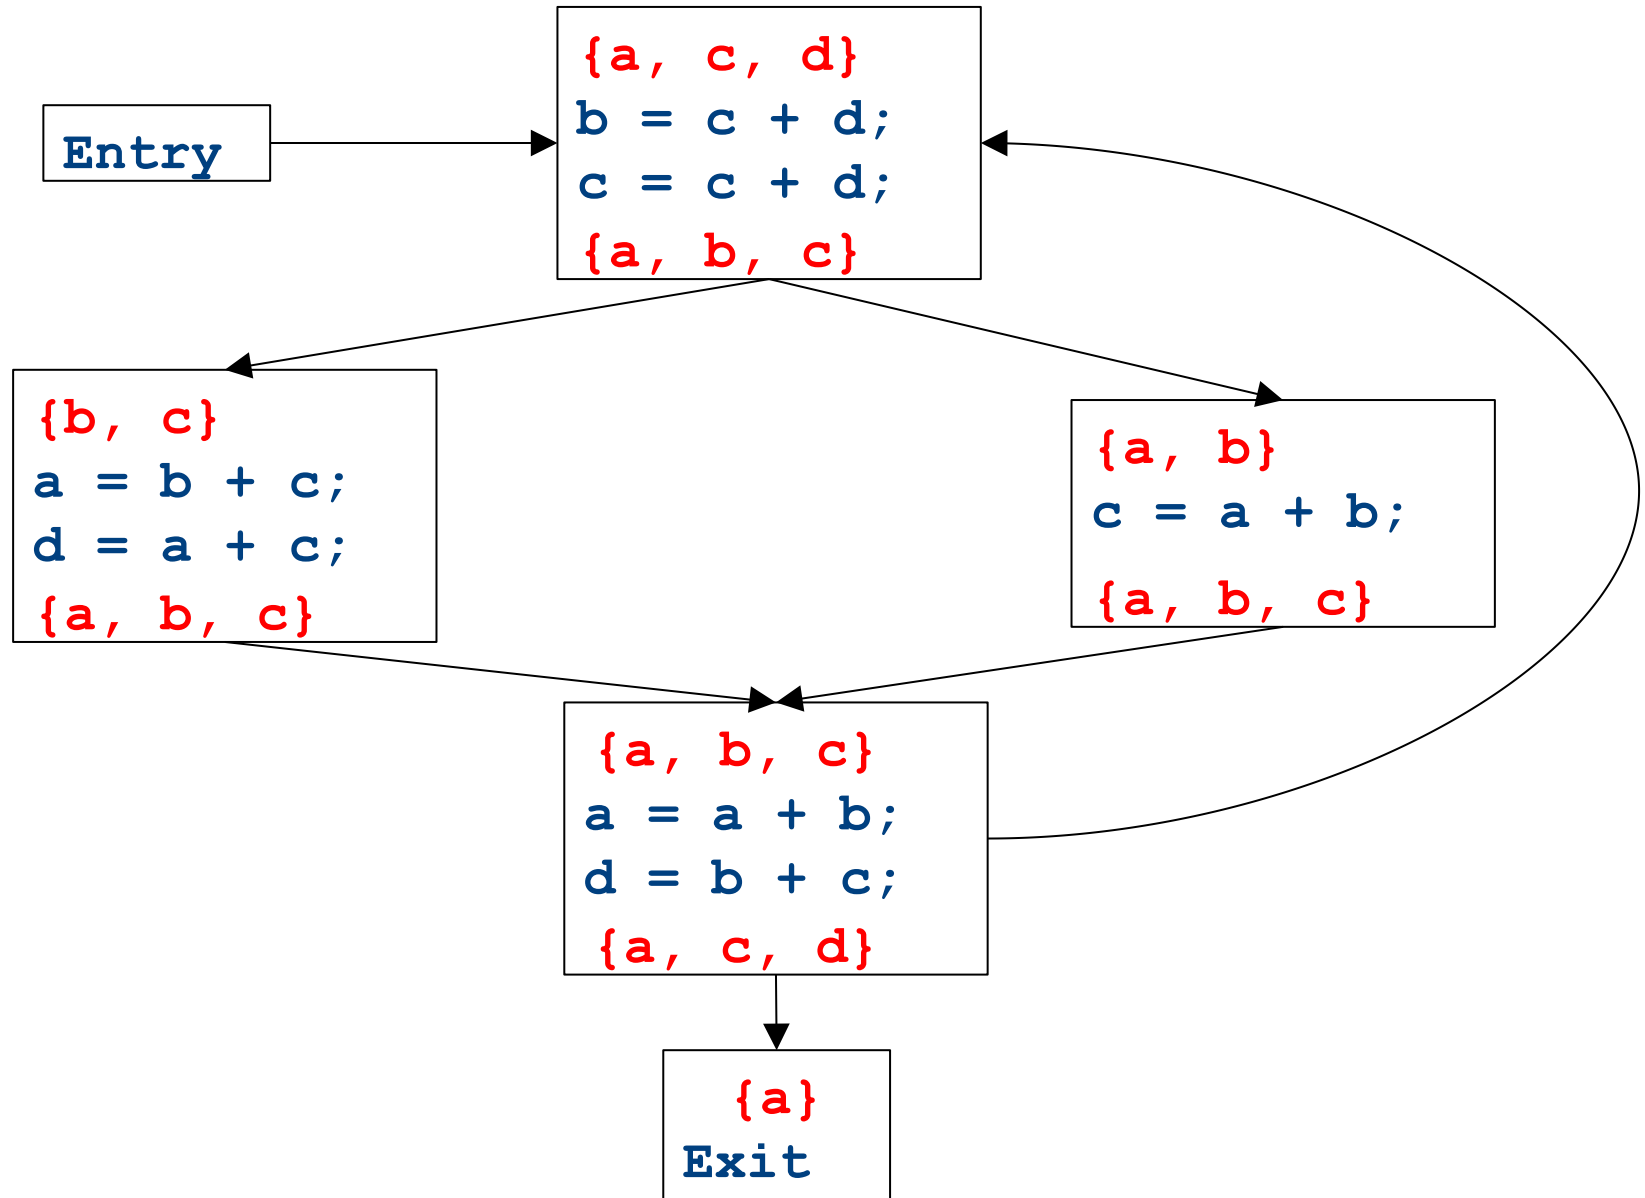 Entry
{a, c, d}
b = c + d;
c = c + d;
{a, b, c}
{b, c}
a = b + c;
d = a + c;
{a, b, c}
{a, b}
c = a + b;
{a, b, c}
{a, b, c}
a = a + b;
d = b + c;
{a, c, d}
{a}
Exit